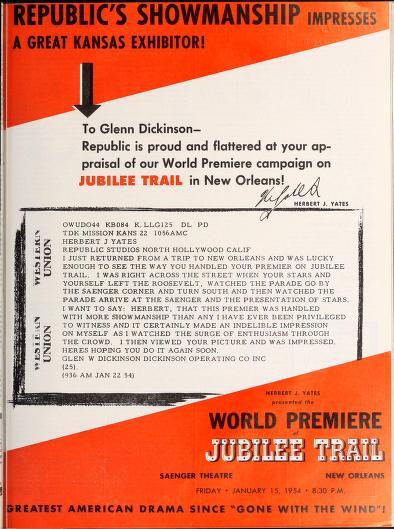 REPUBLIC'S SHOWMANSHIP IMPRESSES
A GREAT KANSAS EXHIBITOR!
To Glenn Dickinson—
Republic is proud and flattered at your ap-
praisal of our World Premiere campaign on
JUBILEE TRAIL in New Orleans!
HERBERT J. YATES
WESTERN
UNION
WESTERN
UNION
OWUDO44 KB084 K. LLG125 DL PD
TDK MISSION KANS 22 1056AMC
HERBERT J YATES
REPUBLIC STUDIOS NORTH HOLLYWOOD CALIF
I JUST RETURNED FROM A TRIP TO NEW ORLEANS AND WAS LUCKY
ENOUGH TO SEE THE WAY YOU HANDLED YOUR PREMIER ON JUBILEE
TRAIL. I WAS RIGHT ACROSS THE STREET WHEN YOUR STARS AND
YOURSELF LEFT THE ROOSEVELT, WATCHED THE PARADE GO BY
THE SAENGER CORNER AND TURN SOUTH AND THEN WATCHED THE
PARADE ARRIVE AT THE SAENGER AND THE PRESENTATION OF STARS.
I WANT TO SAY: HERBERT, THAT THIS PREMIER WAS HANDLED
WITH MORE SHOWMANSHIP THAN ANY I HAVE EVER BEEN PRIVILEGED
TO WITNESS AND IT CERTAINLY MADE AN INDELIBLE IMPRESSION
ON MYSELF AS I WATCHED THE SURGE OF ENTHUSIASM THROUGH
THE CROWD. I THEN VIEWED YOUR PICTURE AND WAS IMPRESSED.
HERES HOPING YOU DO IT AGAIN SOON.
GLEN W DICKINSON DICKINSON OPERATING CO INC
(25).
(936 AM JAN 22 54)
HERBERT J. YATES
presented the
WORLD PREMIERE
of
JUBILEE TRAIL
SAENGER THEATRE NEW ORLEANS
FRIDAY • JANUARY 15, 1954 • 8:30 P.M.
GREATEST AMERICAN DRAMA SINCE "GONE WITH THE WIND"!